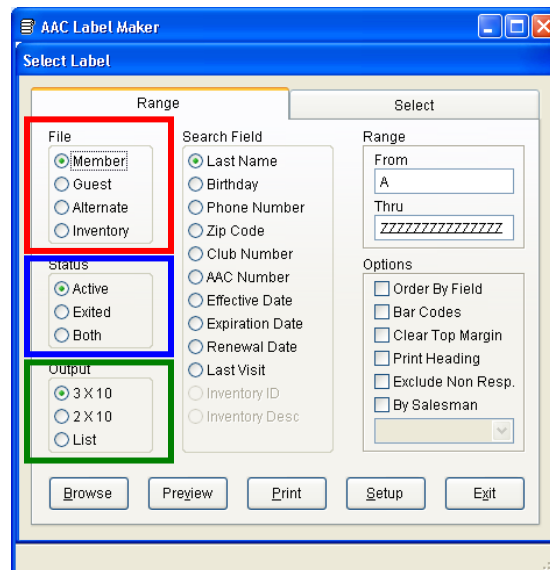 AAC Label Maker
Select Label
Range
Select
File
Member
Guest
Alternate
Inventory
Status
Active
Exited
Both
Output
3 X 10
2 X 10
List
Search Field
Last Name
Birthday
Phone Number
Zip Code
Club Number
AAC Number
Effective Date
Expiration Date
Renewal Date
Last Visit
Inventory ID
Inventory Desc
Range
From
A
Thru
ZZZZZZZZZZZZZZZ
Options
Order By Field
Bar Codes
Clear Top Margin
Print Heading
Exclude Non Resp.
By Salesman
Browse
Preview
Print
Setup
Exit